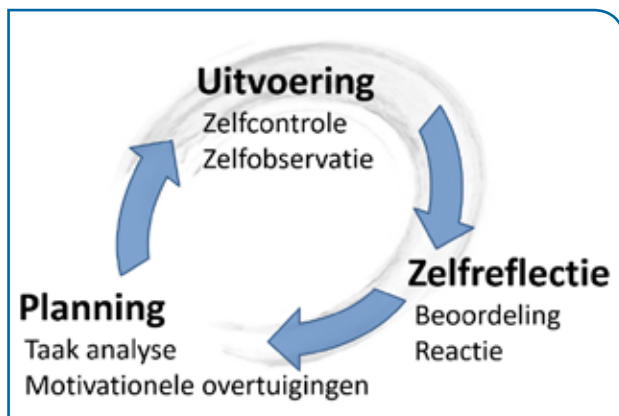 Uitvoering
Zelfcontrole
Zelfobservatie
Zelfreflectie
Beoordeling
Reactie
Planning
Taak analyse
Motivationele overtuigingen